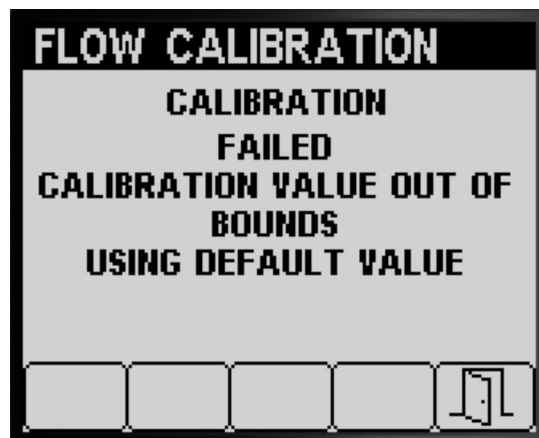 FLOW CALIBRATION
CALIBRATION
FAILED
CALIBRATION VALUE OUT OF
BOUNDS
USING DEFAULT VALUE